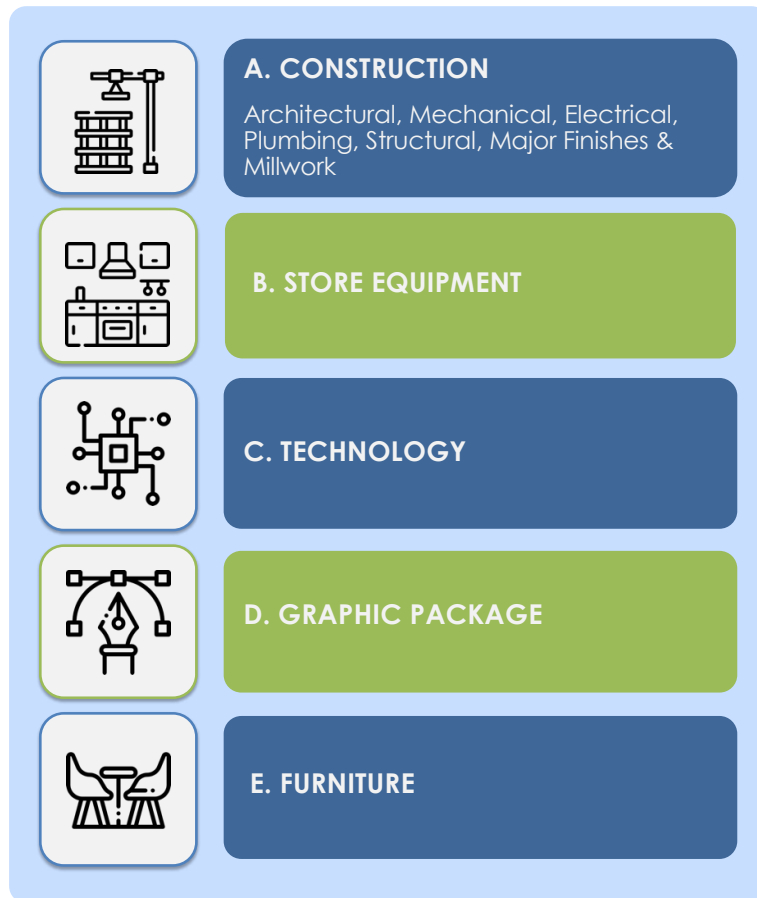 A. CONSTRUCTION
Architectural, Mechanical, Electrical,
Plumbing, Structural, Major Finishes &
Millwork
B. STORE EQUIPMENT
C. TECHNOLOGY
D. GRAPHIC PACKAGE
E. FURNITURE